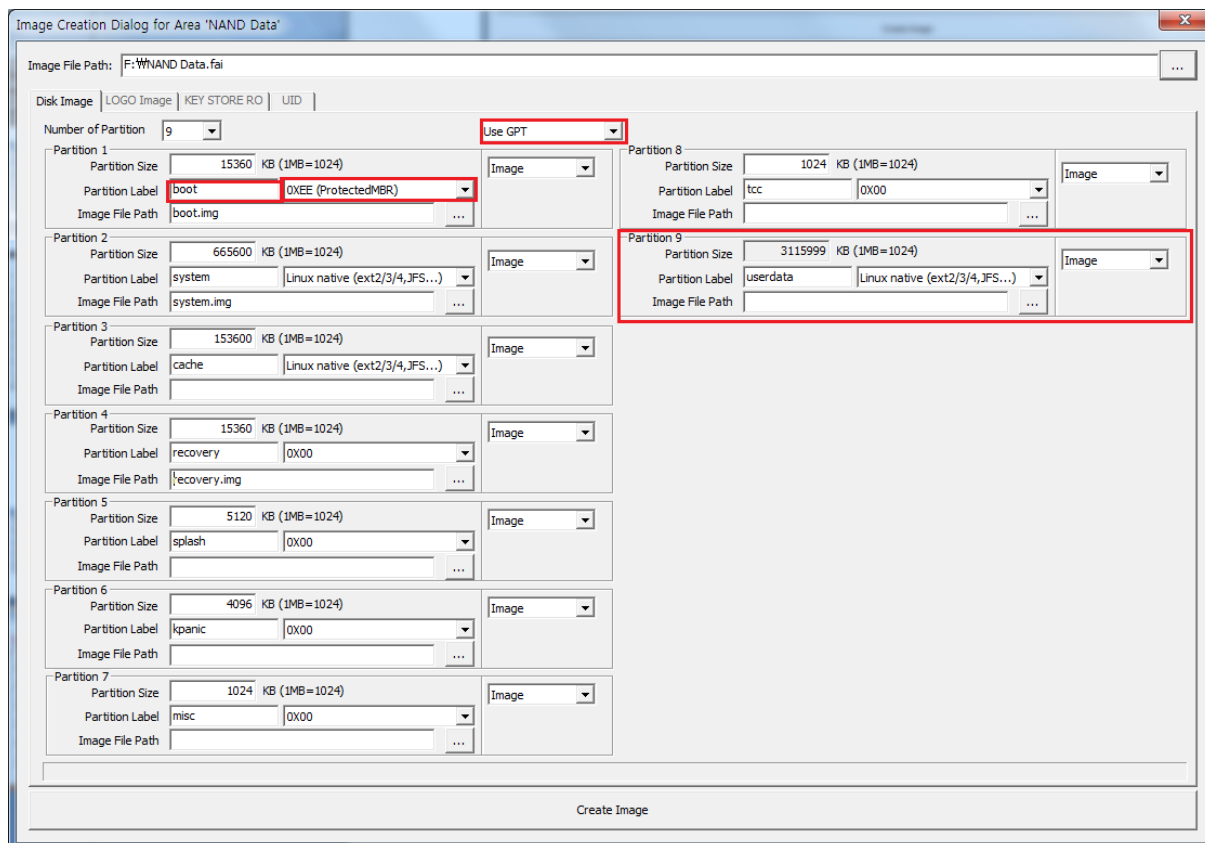 Image Creation Dialog for Area 'NAND Data'
Image File Path: F:₩NAND Data.fai ...
Disk Image LOGO Image KEY STORE RO UID
Number of Partition 9 Use GPT
Partition 1
Partition Size 15360 KB (1MB=1024) Image
Partition Label boot 0XEE (ProtectedMBR)
Image File Path boot.img ...
Partition 2
Partition Size 665600 KB (1MB=1024) Image
Partition Label system Linux native (ext2/3/4,JFS...)
Image File Path system.img ...
Partition 3
Partition Size 153600 KB (1MB=1024) Image
Partition Label cache Linux native (ext2/3/4,JFS...)
Image File Path ...
Partition 4
Partition Size 15360 KB (1MB=1024) Image
Partition Label recovery 0X00
Image File Path recovery.img ...
Partition 5
Partition Size 5120 KB (1MB=1024) Image
Partition Label splash 0X00
Image File Path ...
Partition 6
Partition Size 4096 KB (1MB=1024) Image
Partition Label kpanic 0X00
Image File Path ...
Partition 7
Partition Size 1024 KB (1MB=1024) Image
Partition Label misc 0X00
Image File Path ...
Partition 8
Partition Size 1024 KB (1MB=1024) Image
Partition Label tcc 0X00
Image File Path ...
Partition 9
Partition Size 3115999 KB (1MB=1024) Image
Partition Label userdata Linux native (ext2/3/4,JFS...)
Image File Path ...
Create Image